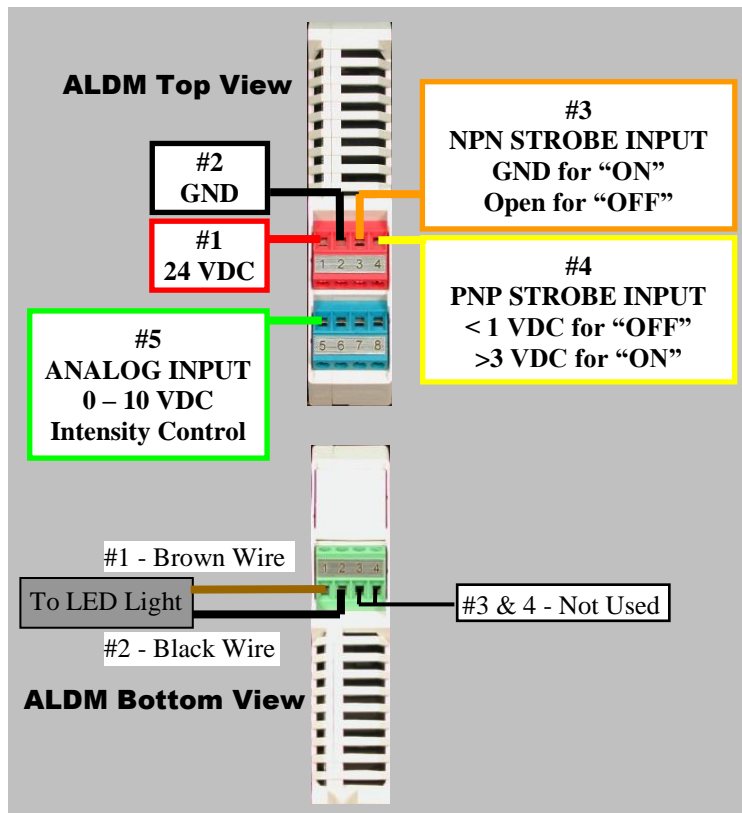 ALDM Top View
#3
NPN STROBE INPUT
GND for “ON”
Open for “OFF”
#2
GND
#1
24 VDC
#4
PNP STROBE INPUT
< 1 VDC for “OFF”
>3 VDC for “ON”
1 2 3 4
5 6 7 8
#5
ANALOG INPUT
0 – 10 VDC
Intensity Control
#1 - Brown Wire
1 2 3 4
To LED Light
#3 & 4 - Not Used
#2 - Black Wire
ALDM Bottom View